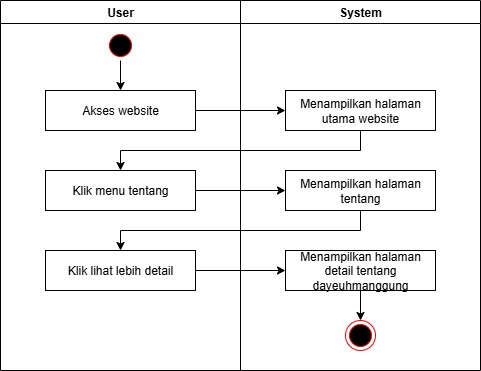 User
System
Akses website
Menampilkan halaman
utama website
Klik menu tentang
Menampilkan halaman
tentang
Klik lihat lebih detail
Menampilkan halaman
detail tentang
dayeuhmanggung